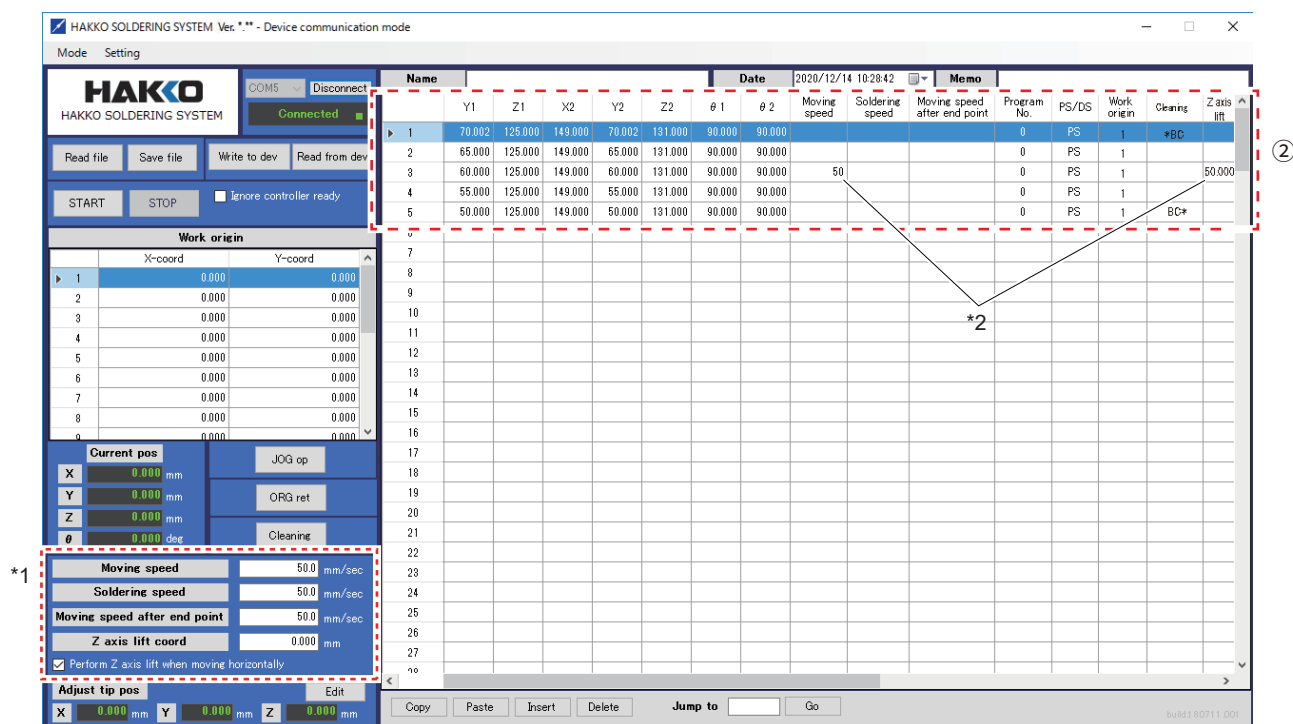 HAKKO SOLDERING SYSTEM Ver. *.** - Device communication mode
Mode Setting
HAKKO
HAKKO SOLDERING SYSTEM
COM5 Disconnect
Connected
Read file Save file Write to dev Read from dev
START STOP Ignore controller ready
Work origin
X-coord Y-coord
1 0.000 0.000
2 0.000 0.000
3 0.000 0.000
4 0.000 0.000
5 0.000 0.000
6 0.000 0.000
7 0.000 0.000
8 0.000 0.000
9 0.000 0.000
Current pos
X 0.000 mm
Y 0.000 mm
Z 0.000 mm
θ 0.000 deg
JOG op
ORG ret
Cleaning
*1
Moving speed 50.0 mm/sec
Soldering speed 50.0 mm/sec
Moving speed after end point 50.0 mm/sec
Z axis lift coord 0.000 mm
Perform Z axis lift when moving horizontally
Adjust tip pos Edit
X 0.000 mm Y 0.000 mm Z 0.000 mm
Name Date 2020/12/14 10:28:42 Memo
Y1 Z1 X2 Y2 Z2 θ 1 θ 2 Moving speed Soldering speed Moving speed after end point Program No. PS/DS Work origin Cleaning Z axis lift
1 70.002 125.000 149.000 70.002 131.000 90.000 90.000 0 PS 1 *BC
2 65.000 125.000 149.000 65.000 131.000 90.000 90.000 0 PS 1
3 60.000 125.000 149.000 60.000 131.000 90.000 90.000 50 0 PS 1 50.000
4 55.000 125.000 149.000 55.000 131.000 90.000 90.000 0 PS 1
5 50.000 125.000 149.000 50.000 131.000 90.000 90.000 0 PS 1 BC*
②
6
7
8
9
10
11
*2
12
13
14
15
16
17
18
19
20
21
22
23
24
25
26
27
28
Copy Paste Insert Delete Jump to Go